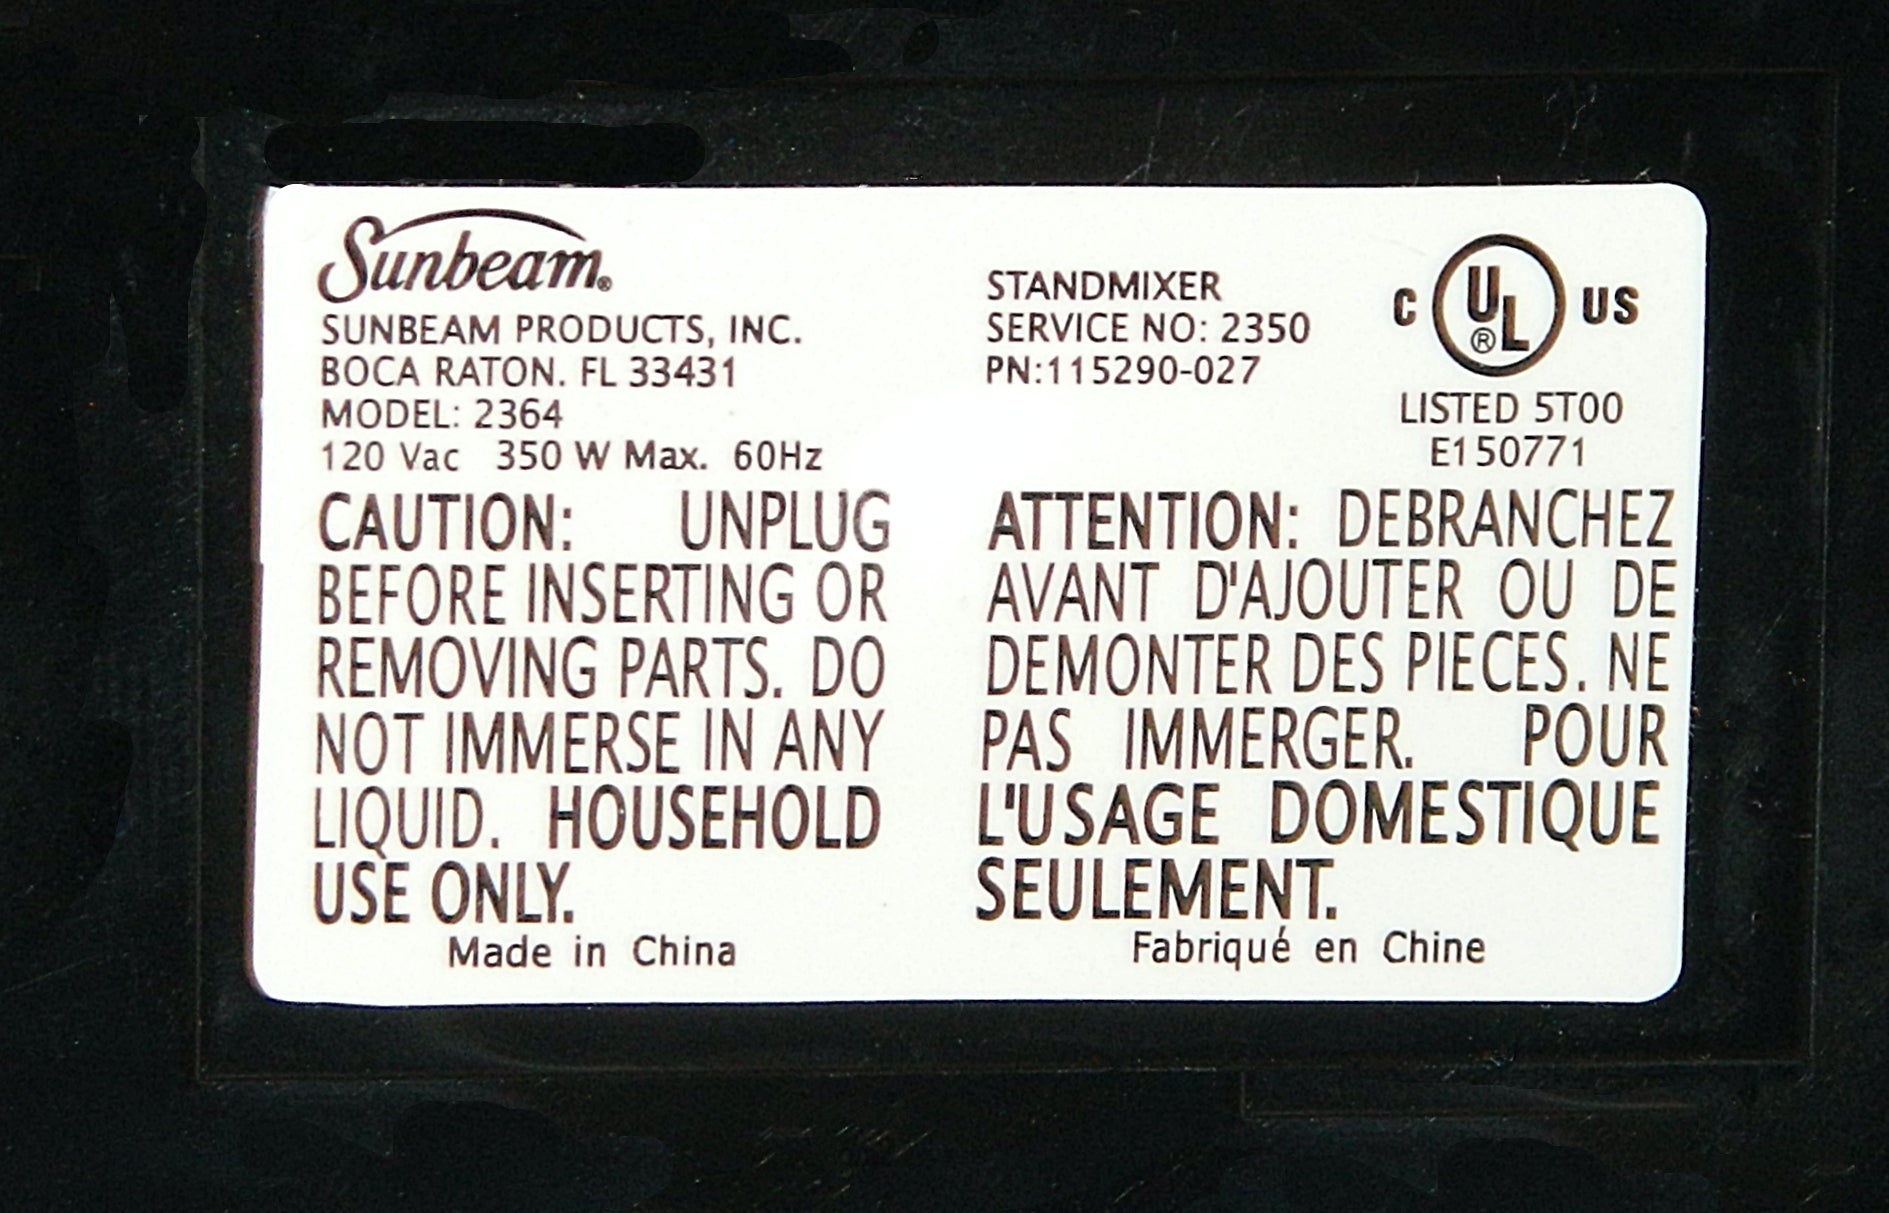 Sunbeam®
SUNBEAM PRODUCTS, INC.
BOCA RATON. FL 33431
MODEL: 2364
120 Vac 350 W Max. 60Hz
STANDMIXER
SERVICE NO: 2350
PN:115290-027
C UL® US
LISTED 5T00
E150771
CAUTION: UNPLUG
BEFORE INSERTING OR
REMOVING PARTS. DO
NOT IMMERSE IN ANY
LIQUID. HOUSEHOLD
USE ONLY.
Made in China
ATTENTION: DEBRANCHEZ
AVANT D'AJOUTER OU DE
DEMONTER DES PIECES. NE
PAS IMMERGER. POUR
L'USAGE DOMESTIQUE
SEULEMENT.
Fabriqué en Chine